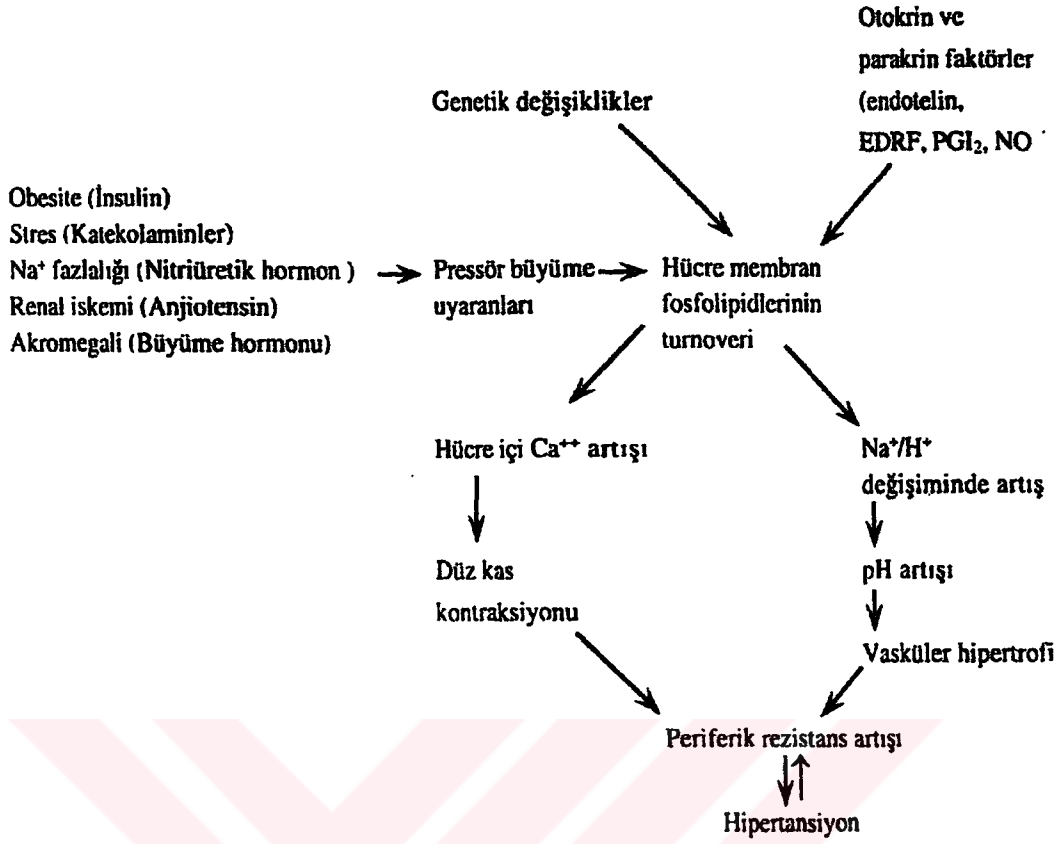 Otokrin ve
parakrin faktörler
(endotelin,
EDRF, PGI₂, NO
Genetik değişiklikler
Obesite (İnsulin)
Stres (Katekolaminler)
Na⁺ fazlalığı (Nitriüretik hormon )
Renal iskemi (Anjiotensin)
Akromegali (Büyüme hormonu)
Pressör büyüme
uyaranları
Hücre membran
fosfolipidlerinin
turnoveri
Hücre içi Ca⁺⁺ artışı
Na⁺/H⁺
değişiminde artış
Düz kas
kontraksiyonu
pH artışı
Vasküler hipertrofi
Periferik rezistans artışı
Hipertansiyon